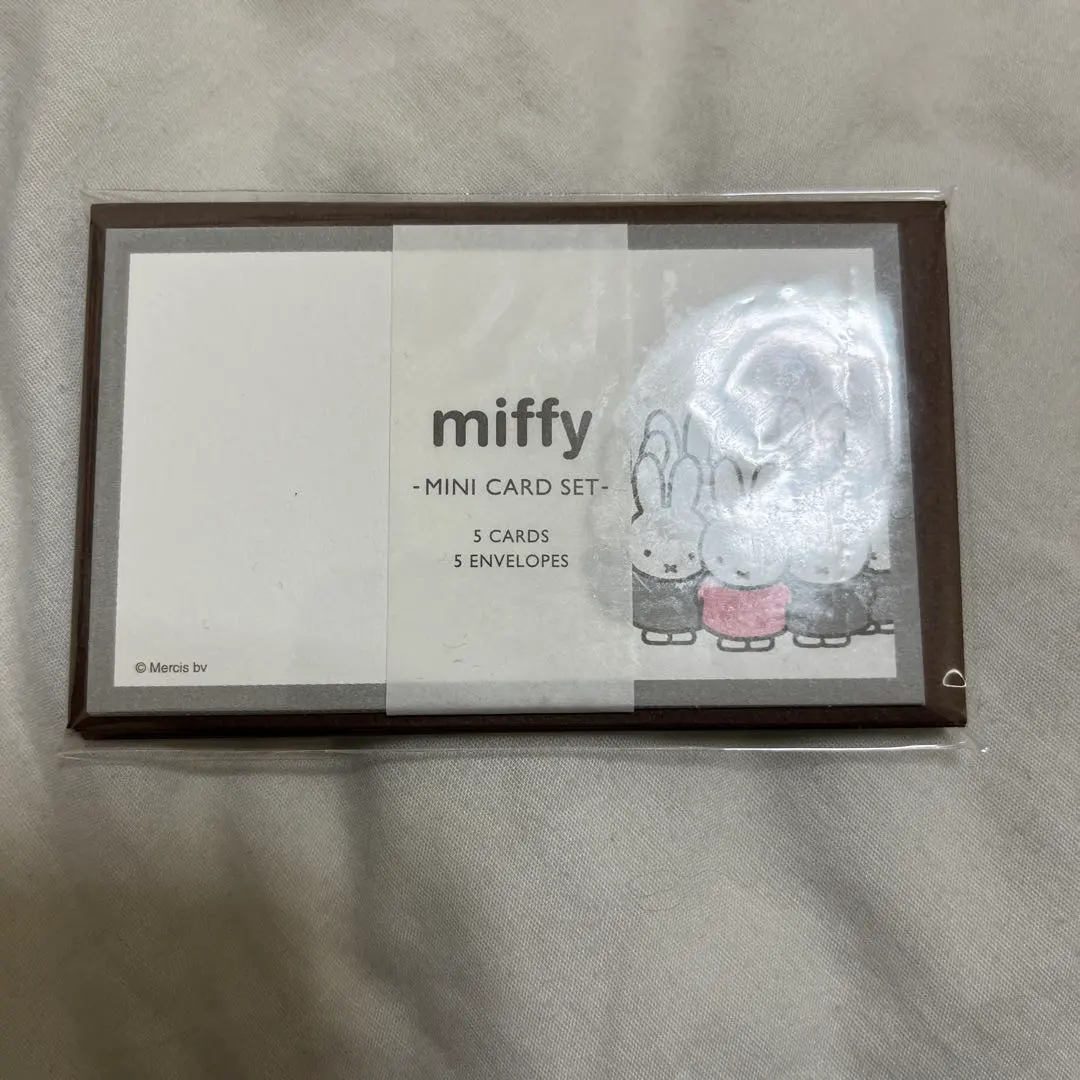 miffy
-MINI CARD SET-
5 CARDS
5 ENVELOPES
© Mercis bv